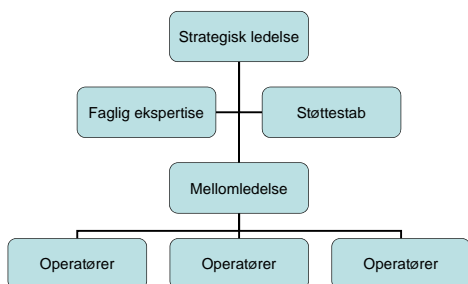 Strategisk ledelse
Faglig ekspertise
Støttestab
Mellomledelse
Operatører
Operatører
Operatører